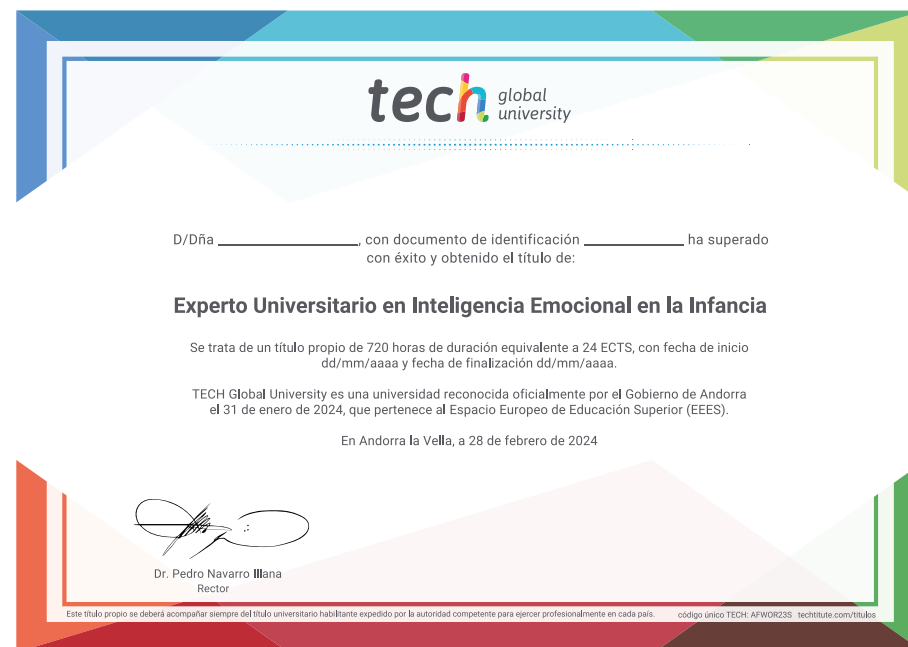 tech global university
D/Dña ____________________, con documento de identificación ______________ ha superado
con éxito y obtenido el título de:
Experto Universitario en Inteligencia Emocional en la Infancia
Se trata de un título propio de 720 horas de duración equivalente a 24 ECTS, con fecha de inicio
dd/mm/aaaa y fecha de finalización dd/mm/aaaa.
TECH Global University es una universidad reconocida oficialmente por el Gobierno de Andorra
el 31 de enero de 2024, que pertenece al Espacio Europeo de Educación Superior (EEES).
En Andorra la Vella, a 28 de febrero de 2024
Dr. Pedro Navarro Illana
Rector
Este título propio se deberá acompañar siempre del título universitario habilitante expedido por la autoridad competente para ejercer profesionalmente en cada país. código único TECH: AFWOR23S techtitute.com/titulos